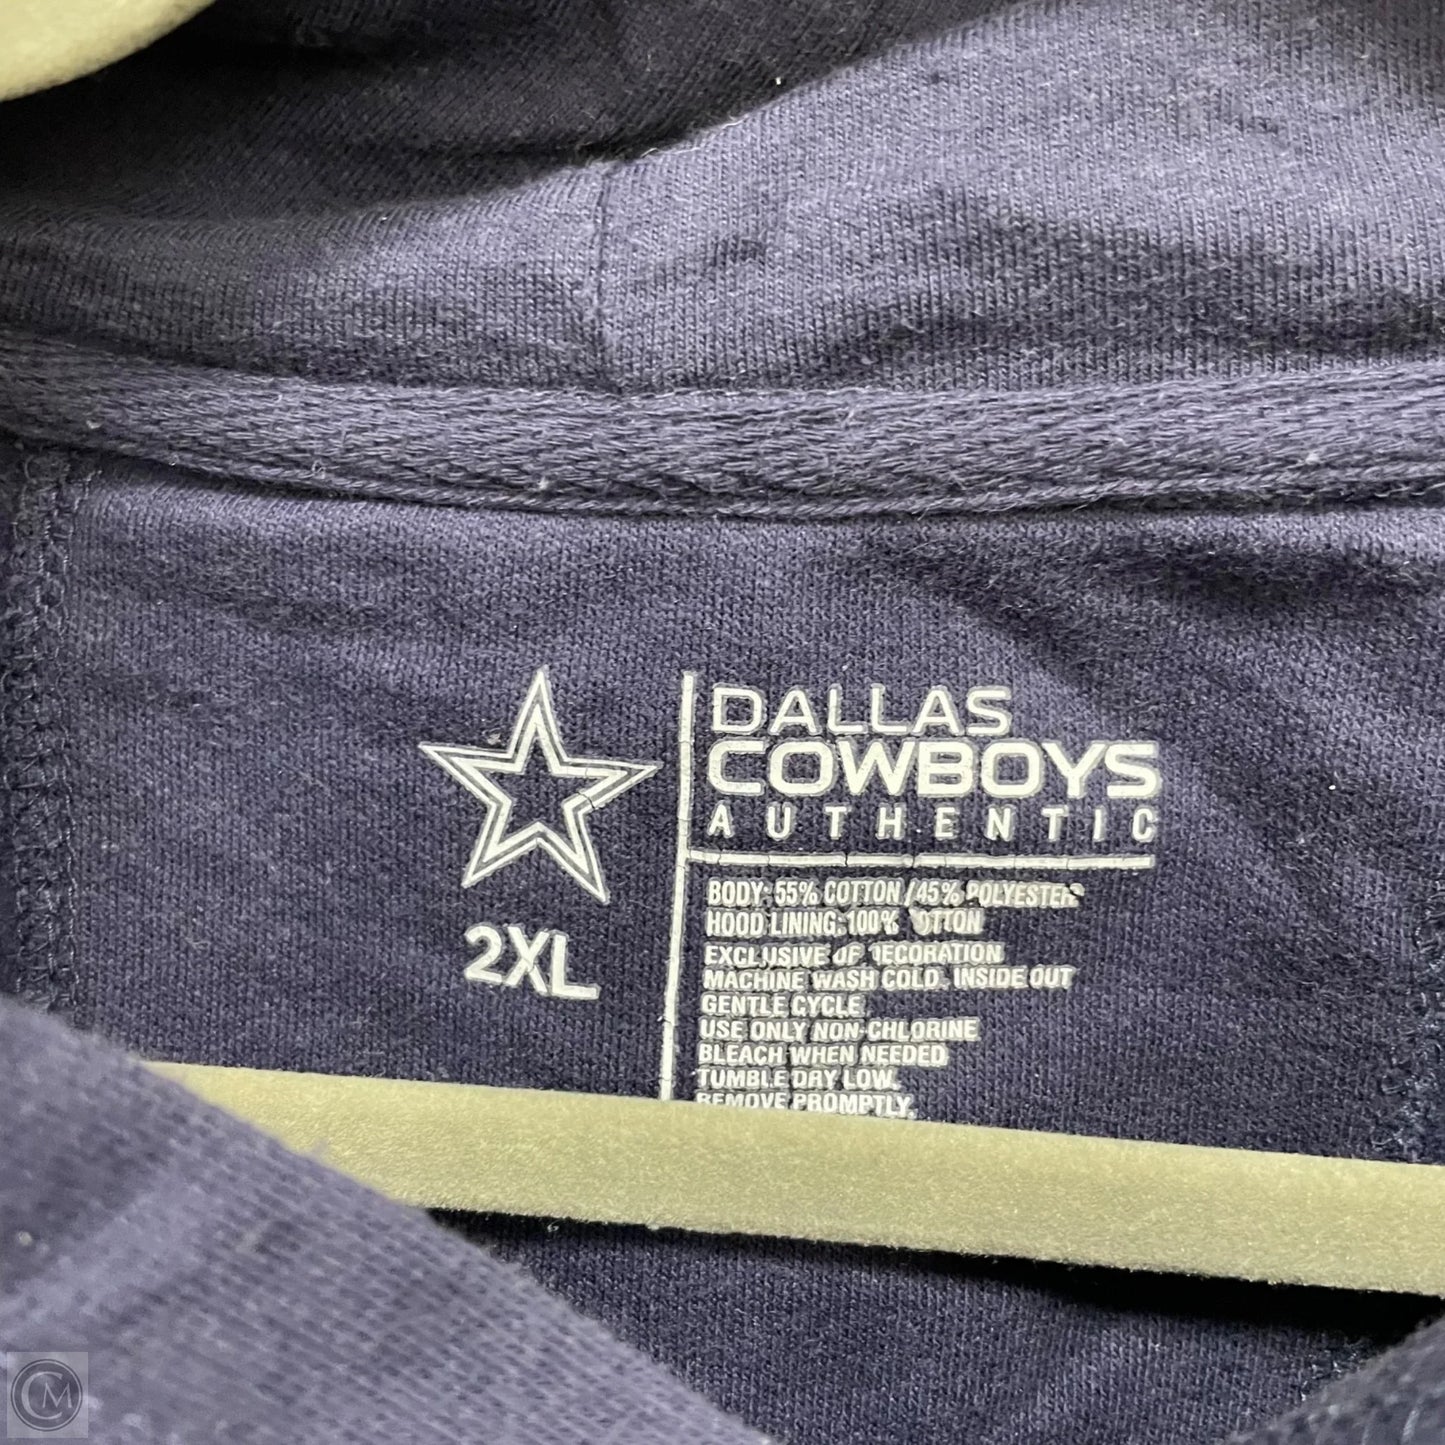 DALLAS
COWBOYS
AUTHENTIC
2XL
BODY: 55% COTTON / 45% POLYESTER
HOOD LINING: 100% COTTON
EXCLUSIVE OF DECORATION
MACHINE WASH COLD. INSIDE OUT
GENTLE CYCLE
USE ONLY NON-CHLORINE
BLEACH WHEN NEEDED
TUMBLE DRY LOW.
REMOVE PROMPTLY.
CM